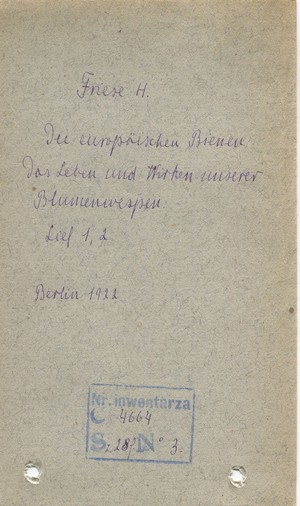 Friese H.
Die europäischen Bienen.
Das Leben und Wirken unserer
Blumenwespen.
Lief 1, 2
Berlin 1922
Nr. inwentarza
C 4664
S. 28/ N° 3.